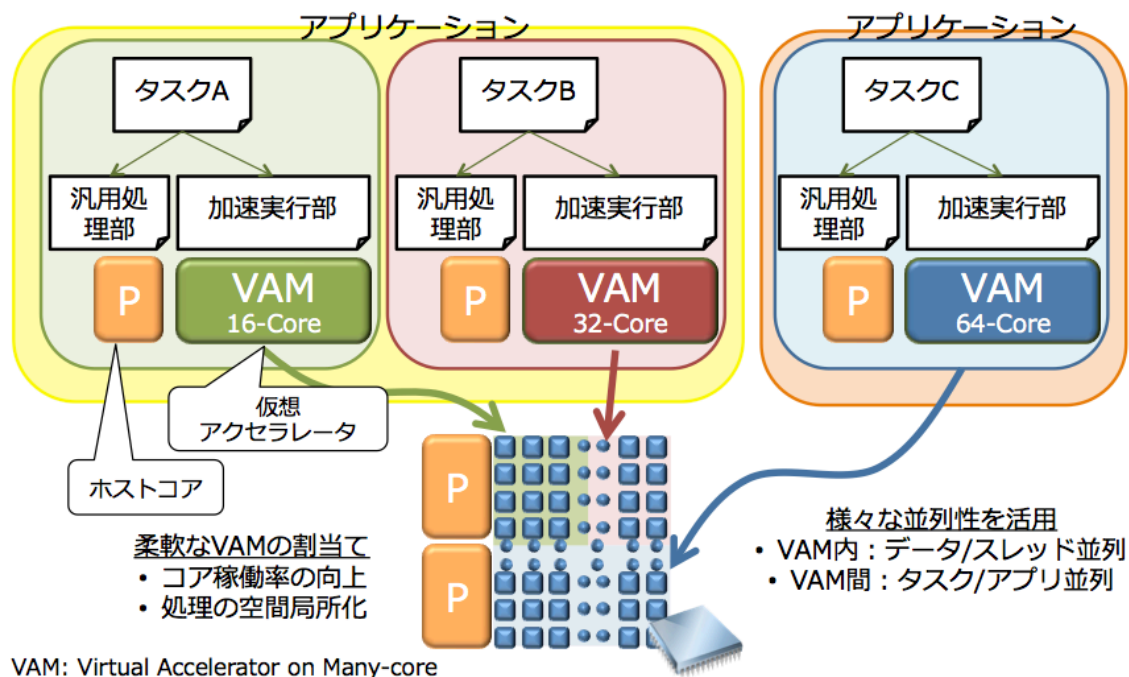 アプリケーション
アプリケーション
タスクA
タスクB
タスクC
汎用処
理部
加速実行部
汎用処
理部
加速実行部
汎用処
理部
加速実行部
P
VAM
16-Core
P
VAM
32-Core
P
VAM
64-Core
仮想
アクセラレータ
ホストコア
P
P
柔軟なVAMの割当て
• コア稼働率の向上
• 処理の空間局所化
様々な並列性を活用
• VAM内：データ/スレッド並列
• VAM間：タスク/アプリ並列
VAM: Virtual Accelerator on Many-core